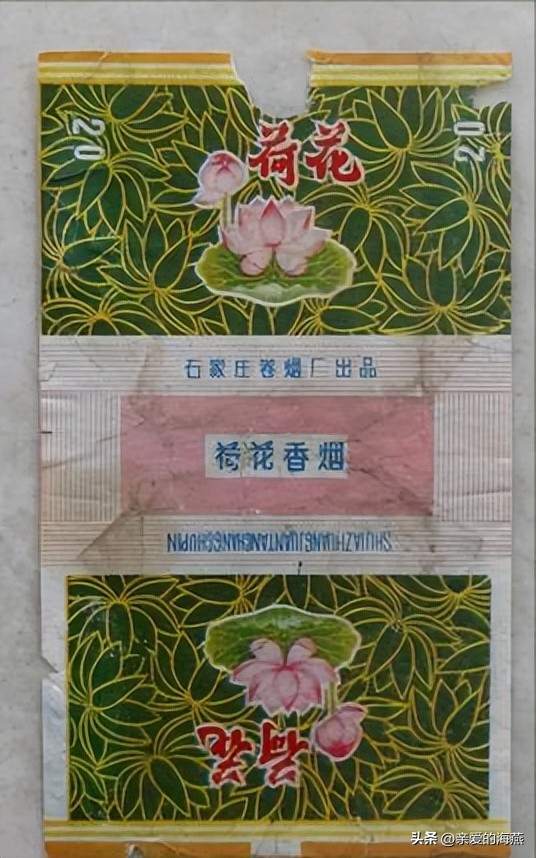 荷花
20
20
石家庄卷烟厂出品
荷花香烟
SHIJIAZHUANGJUANYANCHANGCHUPIN
荷花
头条 @亲爱的海燕